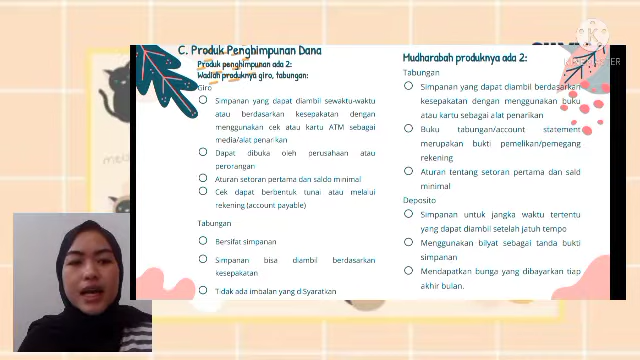 C. Produk Penghimpunan Dana
Produk penghimpunan ada 2:
Wadiah produknya giro, tabungan:
Giro
Simpanan yang dapat diambil sewaktu-waktu
atau berdasarkan kesepakatan dengan
menggunakan cek atau kartu ATM sebagai
media/alat penarikan
Dapat dibuka oleh perusahaan atau
perorangan
Aturan setoran pertama dan saldo minimal
Cek dapat berbentuk tunai atau melalui
rekening (account payable)
Tabungan
Bersifat simpanan
Simpanan bisa diambil berdasarkan
kesepakatan
Tidak ada imbalan yang diSyaratkan
Mudharabah produknya ada 2:
Tabungan
Simpanan yang dapat diambil berdasarkan
kesepakatan dengan menggunakan buku
atau kartu sebagai alat penarikan
Buku tabungan/account statement
merupakan bukti pemelikan/pemegang
rekening
Aturan tentang setoran pertama dan sald
minimal
Deposito
Simpanan untuk jangka waktu tertentu
yang dapat diambil setelah jatuh tempo
Menggunakan bilyat sebagai tanda bukti
simpanan
Mendapatkan bunga yang dibayarkan tiap
akhir bulan.